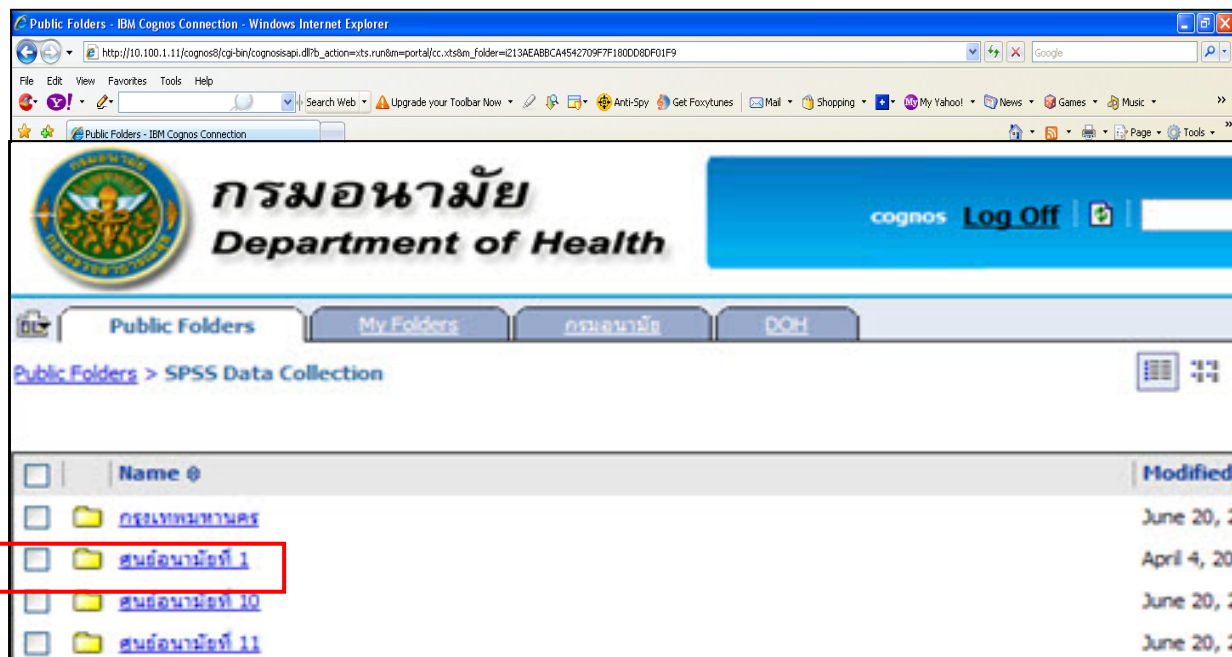 Public Folders - IBM Cognos Connection - Windows Internet Explorer
http://10.100.1.11/cognos8/cgi-bin/cognosisapi.dll?b_action=xts.run&m=portal/cc.xts&m_folder=i213AEABBCA4542709F7F180DD8DF01F9
Google
File Edit View Favorites Tools Help
Search Web Upgrade your Toolbar Now Anti-Spy Get Foxytunes Mail Shopping My Yahoo! News Games Music »
Public Folders - IBM Cognos Connection Page Tools »
กรมอนามัย
Department of Health
cognos Log Off
Public Folders My Folders กรมอนามัย DOH
Public Folders > SPSS Data Collection
Name Modified
กรุงเทพมหานคร June 20, 2
ศูนย์อนามัยที่ 1 April 4, 20
ศูนย์อนามัยที่ 10 June 20, 2
ศูนย์อนามัยที่ 11 June 20, 2